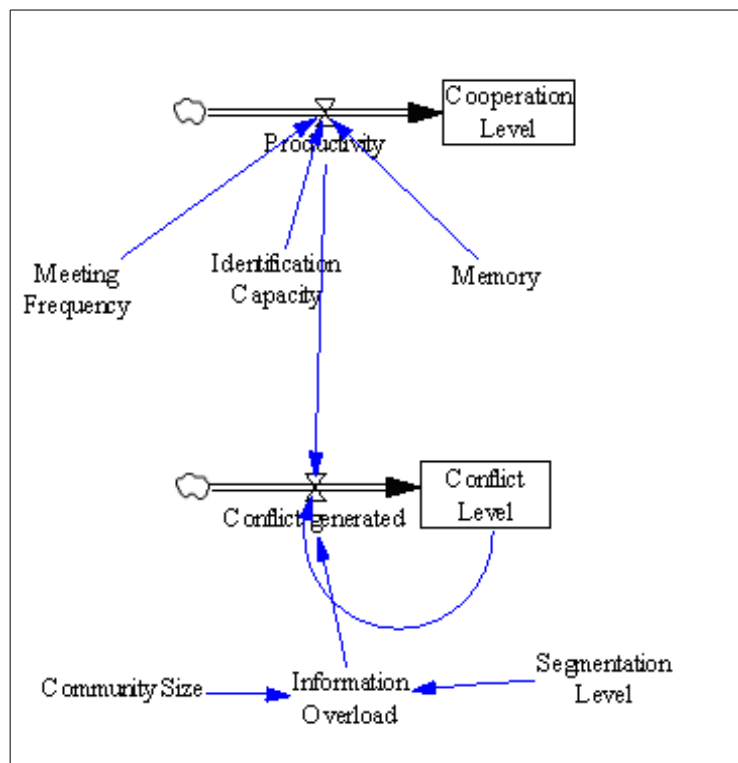 Cooperation
Level
Productivity
Meeting
Frequency
Identification
Capacity
Memory
Conflict
Level
Conflict generated
Community Size
Information
Overload
Segmentation
Level